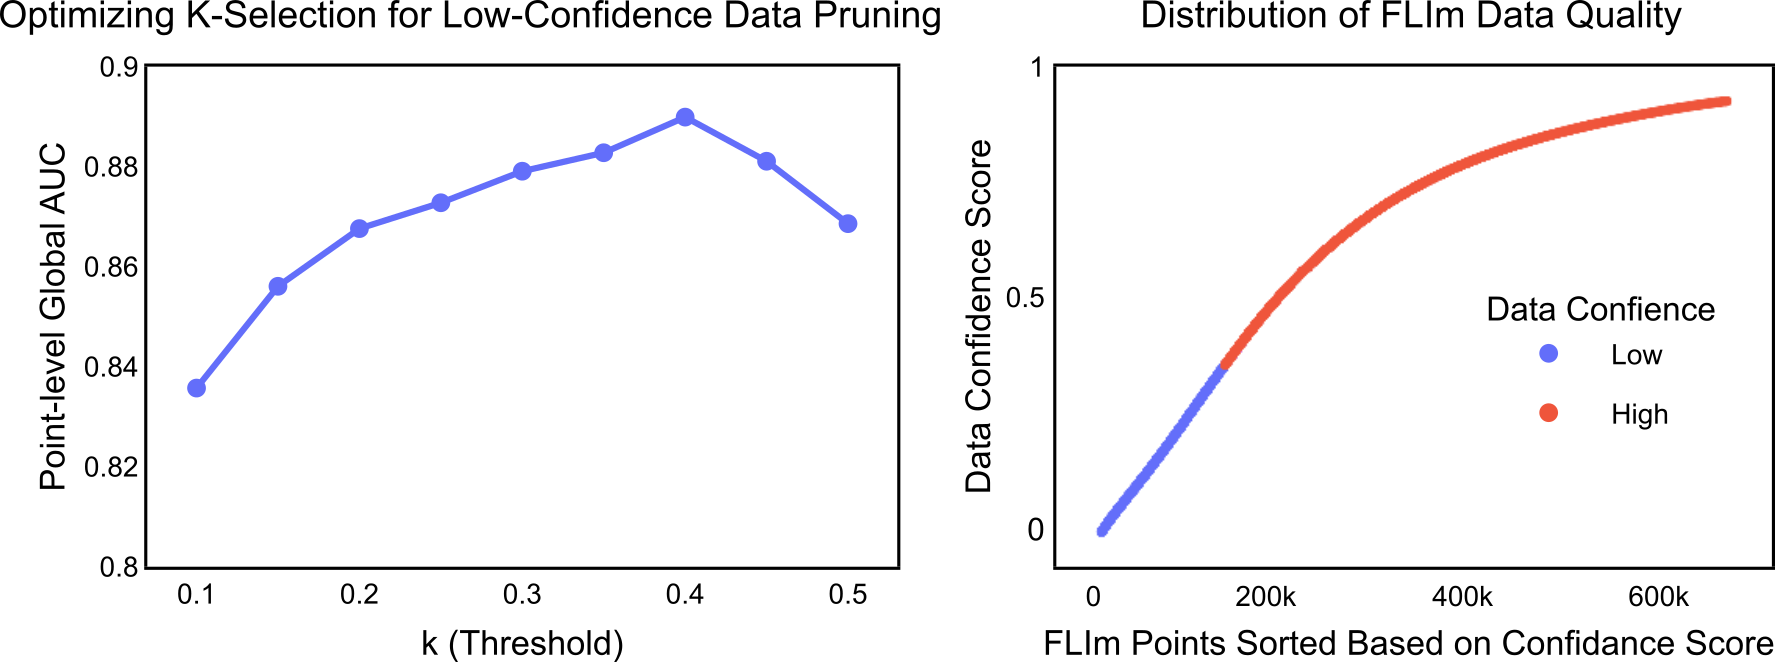 Optimizing K-Selection for Low-Confidence Data Pruning
Point-level Global AUC
0.9
0.88
0.86
0.84
0.82
0.8
0.1
0.2
0.3
0.4
0.5
k (Threshold)
Distribution of FLIm Data Quality
Data Confidence Score
1
0.5
0
Data Confience
Low
High
0
200k
400k
600k
FLIm Points Sorted Based on Confidance Score